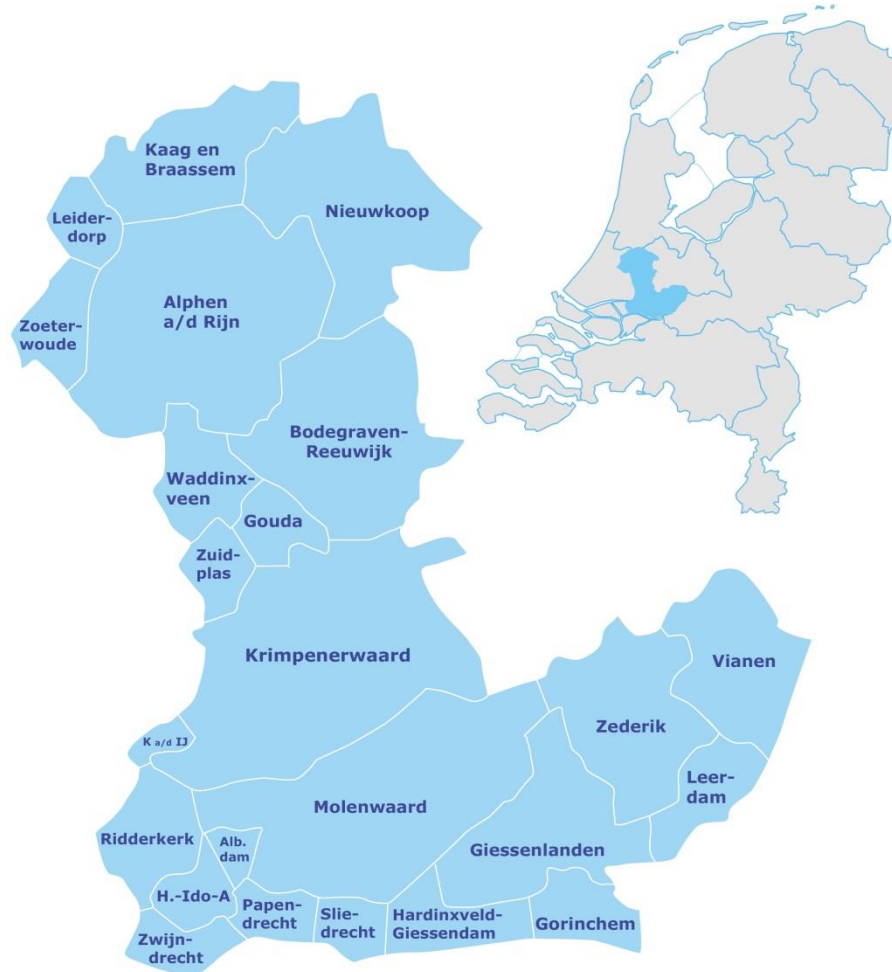 Kaag en
Braassem
Nieuwkoop
Leider-
dorp
Alphen
a/d Rijn
Zoeter-
woude
Bodegraven-
Reeuwijk
Waddinx-
veen
Gouda
Zuid-
plas
Krimpenerwaard
Vianen
Zederik
K a/d IJ
Leer-
dam
Molenwaard
Ridderkerk
Alb.
dam
Giessenlanden
H.-Ido-A
Papen-
drecht
Slie-
drecht
Hardinxveld-
Giessendam
Gorinchem
Zwijn-
drecht